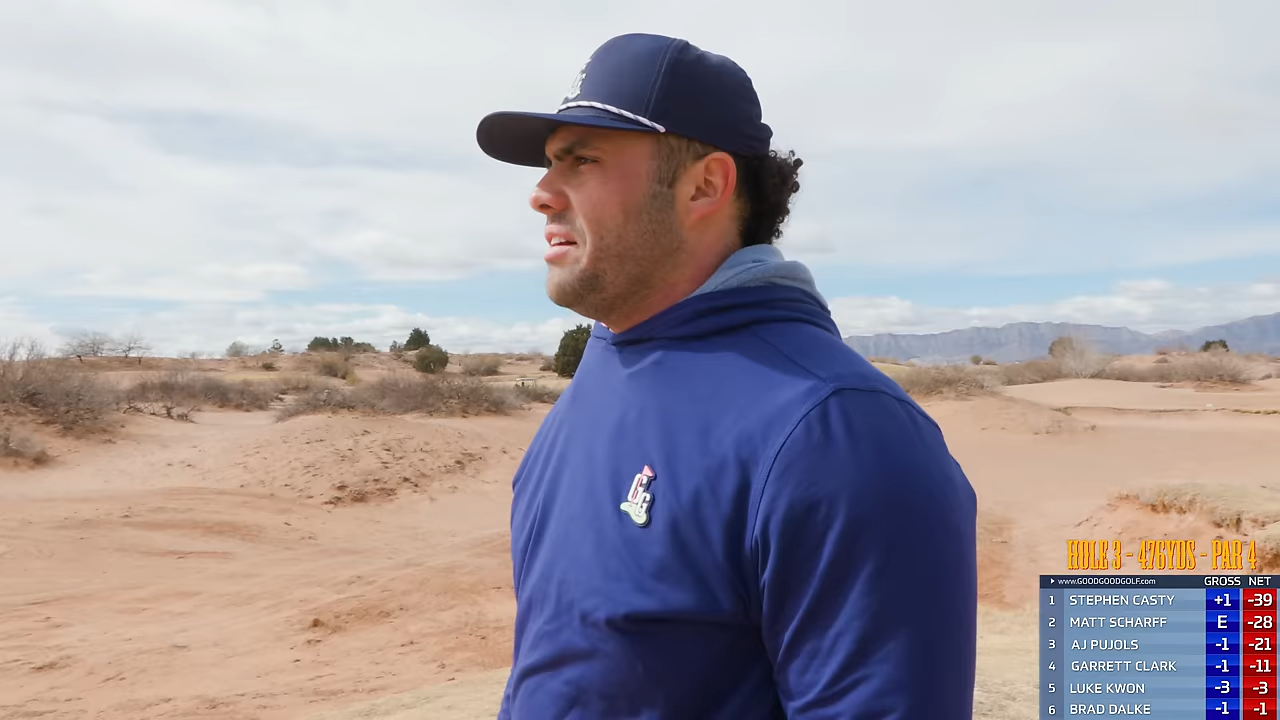 GG
HOLE 3 - 476YDS - PAR 4
www.GOODGOODGOLF.com GROSS NET
1 STEPHEN CASTY +1 -39
2 MATT SCHARFF E -28
3 AJ PUJOLS -1 -21
4 GARRETT CLARK -1 -11
5 LUKE KWON -3 -3
6 BRAD DALKE -1 -1